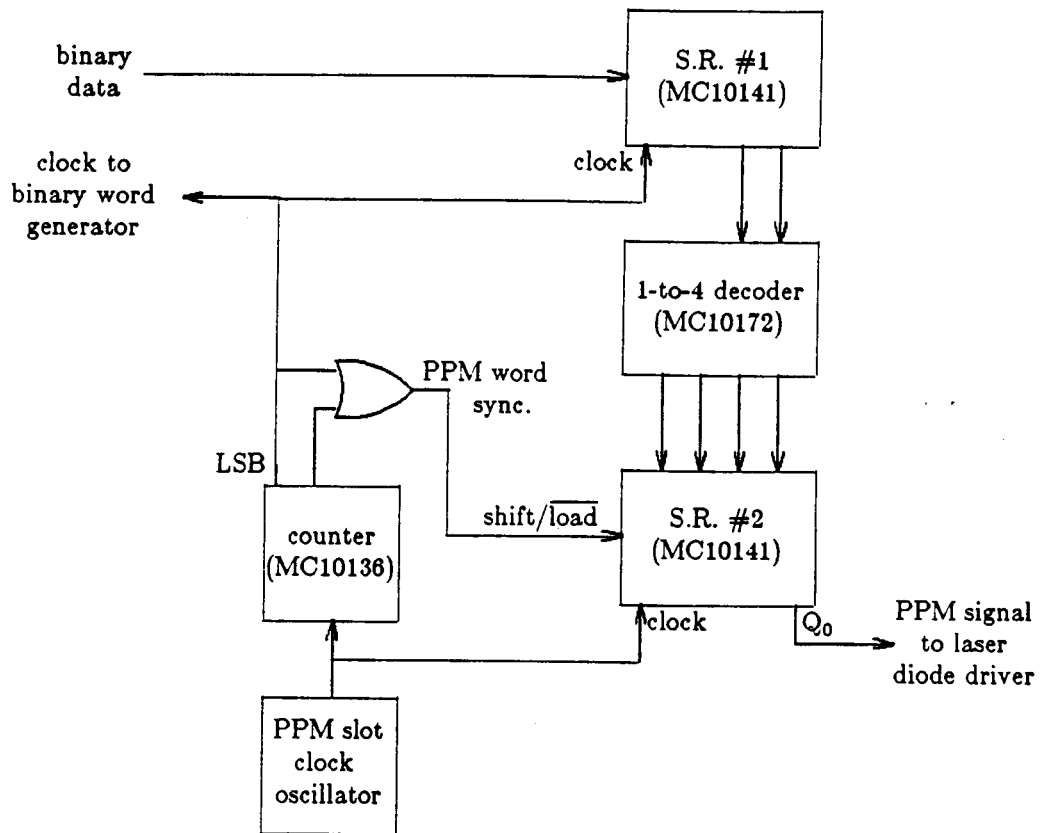 binary
data
S.R. #1
(MC10141)
clock
clock to
binary word
generator
1-to-4 decoder
(MC10172)
PPM word
sync.
LSB
counter
(MC10136)
shift/load
S.R. #2
(MC10141)
clock
Q0
PPM signal
to laser
diode driver
PPM slot
clock
oscillator